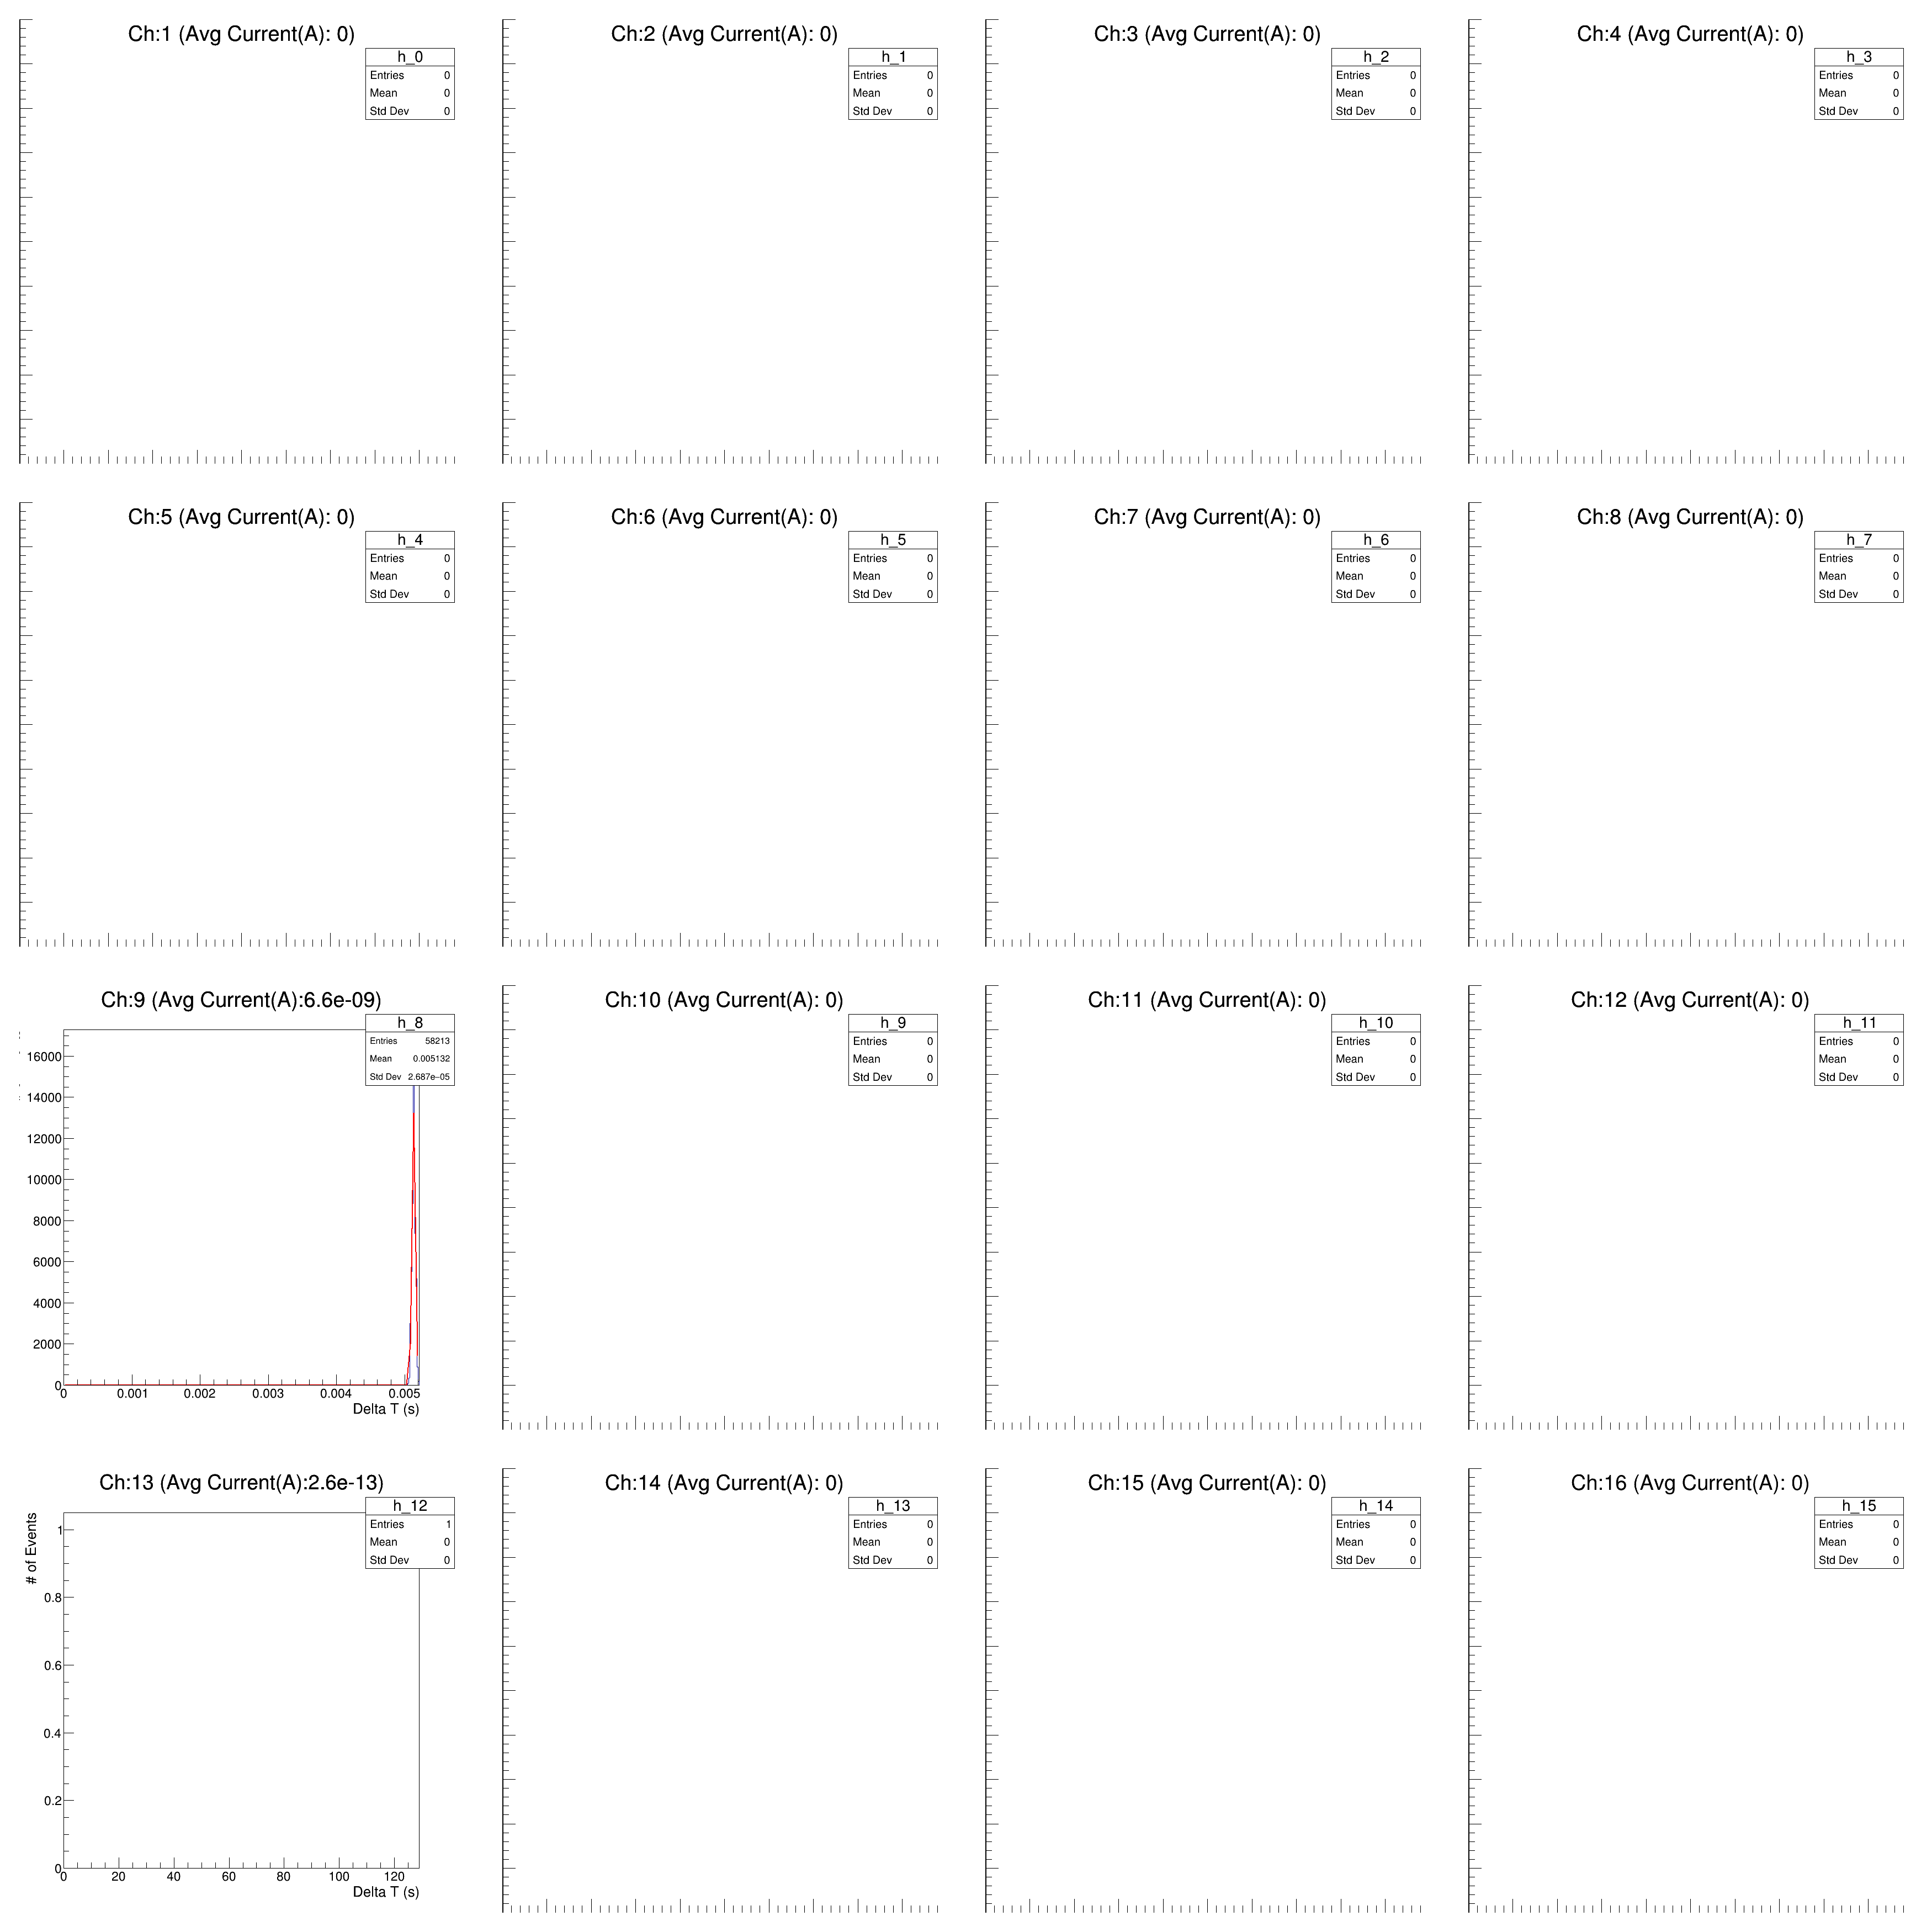 Ch:1 (Avg Current(A): 0)
h_0
Entries 0
Mean 0
Std Dev 0
Ch:2 (Avg Current(A): 0)
h_1
Entries 0
Mean 0
Std Dev 0
Ch:3 (Avg Current(A): 0)
h_2
Entries 0
Mean 0
Std Dev 0
Ch:4 (Avg Current(A): 0)
h_3
Entries 0
Mean 0
Std Dev 0
Ch:5 (Avg Current(A): 0)
h_4
Entries 0
Mean 0
Std Dev 0
Ch:6 (Avg Current(A): 0)
h_5
Entries 0
Mean 0
Std Dev 0
Ch:7 (Avg Current(A): 0)
h_6
Entries 0
Mean 0
Std Dev 0
Ch:8 (Avg Current(A): 0)
h_7
Entries 0
Mean 0
Std Dev 0
Ch:9 (Avg Current(A):6.6e-09)
h_8
Entries 58213
Mean 0.005132
Std Dev 2.687e-05
16000
14000
12000
10000
8000
6000
4000
2000
0
0 0.001 0.002 0.003 0.004 0.005
Delta T (s)
Ch:10 (Avg Current(A): 0)
h_9
Entries 0
Mean 0
Std Dev 0
Ch:11 (Avg Current(A): 0)
h_10
Entries 0
Mean 0
Std Dev 0
Ch:12 (Avg Current(A): 0)
h_11
Entries 0
Mean 0
Std Dev 0
Ch:13 (Avg Current(A):2.6e-13)
h_12
Entries 1
Mean 0
Std Dev 0
# of Events
1
0.8
0.6
0.4
0.2
0
0 20 40 60 80 100 120
Delta T (s)
Ch:14 (Avg Current(A): 0)
h_13
Entries 0
Mean 0
Std Dev 0
Ch:15 (Avg Current(A): 0)
h_14
Entries 0
Mean 0
Std Dev 0
Ch:16 (Avg Current(A): 0)
h_15
Entries 0
Mean 0
Std Dev 0